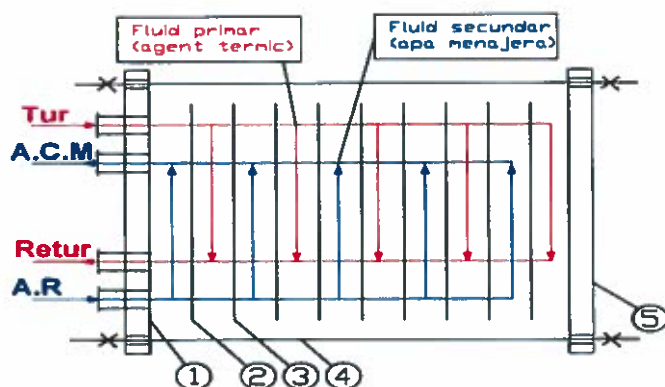 Fluid primar
(agent termic)
Fluid secundar
(apa menajera)
Tur
A.C.M
Retur
A.R
1
2
3
4
5